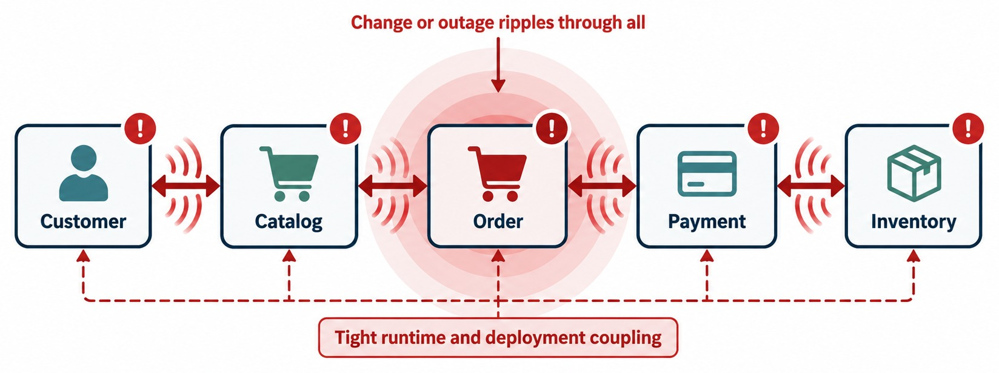 Change or outage ripples through all
!
!
!
!
!
Customer
Catalog
Order
Payment
Inventory
Tight runtime and deployment coupling